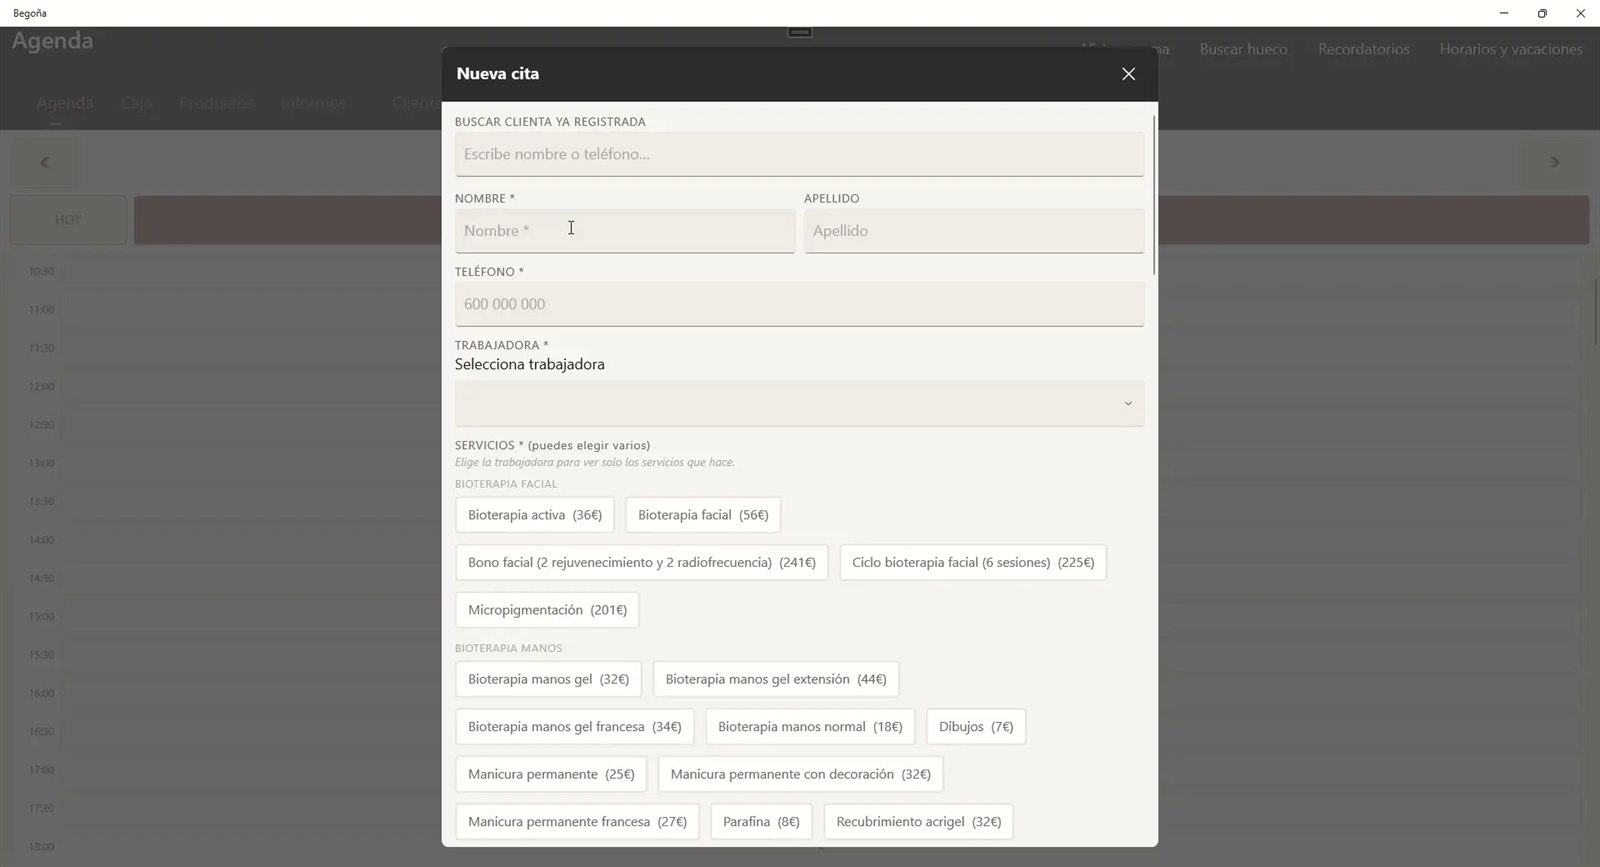 Begoña
Agenda
Buscar hueco
Recordatorios
Horarios y vacaciones
Nueva cita
Agenda
Caja
Productos
Informes
BUSCAR CLIENTA YA REGISTRADA
Escribe nombre o teléfono...
NOMBRE *
APELLIDO
Nombre *
Apellido
HOY
TELÉFONO *
600 000 000
TRABAJADORA *
Selecciona trabajadora
SERVICIOS * (puedes elegir varios)
Elige la trabajadora para ver solo los servicios que hace.
BIOTERAPIA FACIAL
Bioterapia activa (36€)
Bioterapia facial (56€)
Bono facial (2 rejuvenecimiento y 2 radiofrecuencia) (241€)
Ciclo bioterapia facial (6 sesiones) (225€)
Micropigmentación (201€)
BIOTERAPIA MANOS
Bioterapia manos gel (32€)
Bioterapia manos gel extensión (44€)
Bioterapia manos gel francesa (34€)
Bioterapia manos normal (18€)
Dibujos (7€)
Manicura permanente (25€)
Manicura permanente con decoración (32€)
Manicura permanente francesa (27€)
Parafina (8€)
Recubrimiento acrigel (32€)
10:30
11:00
11:30
12:00
12:30
13:00
13:30
14:00
14:30
15:00
15:30
16:00
16:30
17:00
17:30
18:00